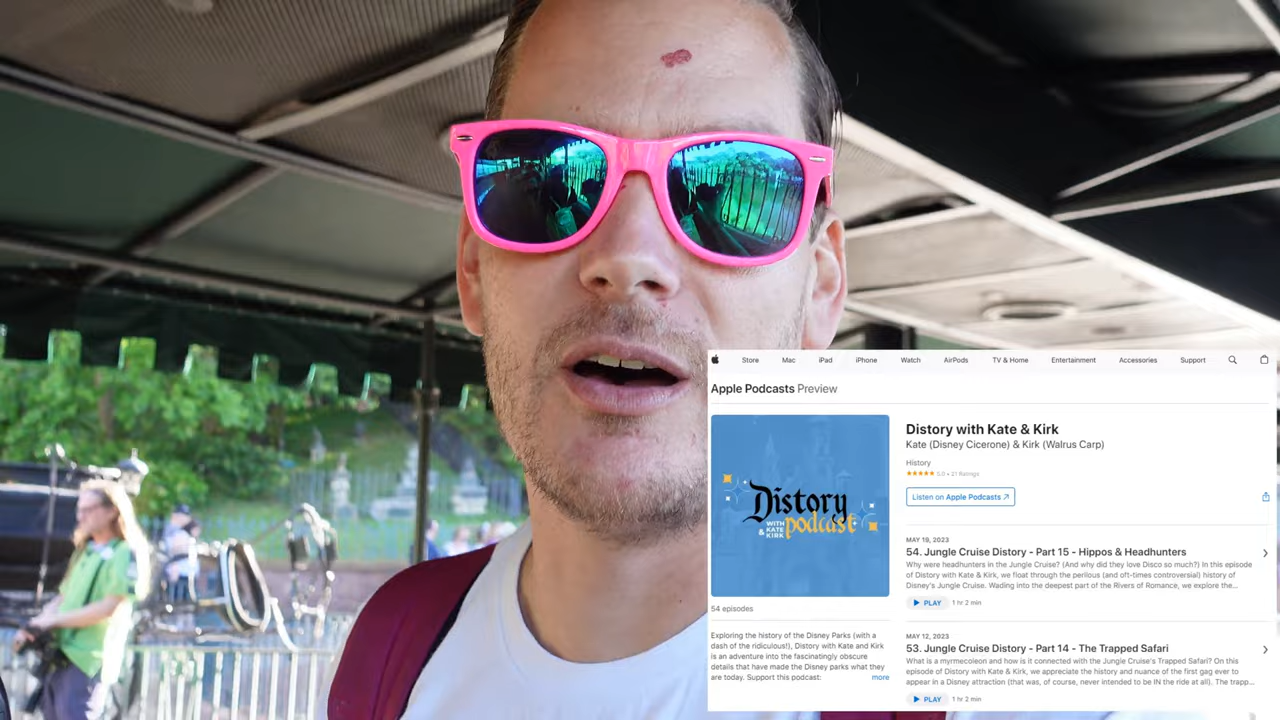 Store Mac iPad iPhone Watch AirPods TV & Home Entertainment Accessories Support
Apple Podcasts Preview
Distory
WITH KATE & KIRK
podcast
54 episodes
Exploring the history of the Disney Parks (with a
dash of the ridiculous!), Distory with Kate and Kirk
is an adventure into the fascinatingly obscure
details that have made the Disney parks what they
are today. Support this podcast: more
Distory with Kate & Kirk
Kate (Disney Cicerone) & Kirk (Walrus Carp)
History
★★★★★ 5.0 • 21 Ratings
Listen on Apple Podcasts ↗
MAY 19, 2023
54. Jungle Cruise Distory - Part 15 - Hippos & Headhunters
Why were headhunters in the Jungle Cruise? (And why did they love Disco so much?) In this episode
of Distory with Kate & Kirk, we float through the perilous (and oft-times controversial) history of
Disney's Jungle Cruise. Wading into the deepest part of the Rivers of Romance, we explore the...
PLAY 1 hr 2 min
MAY 12, 2023
53. Jungle Cruise Distory - Part 14 - The Trapped Safari
What is a myrmecoleon and how is it connected with the Jungle Cruise's Trapped Safari? On this
episode of Distory with Kate & Kirk, we appreciate the history and nuance of the first gag ever to
appear in a Disney attraction (that was, of course, never intended to be IN the ride at all). The trapp...
PLAY 1 hr 2 min